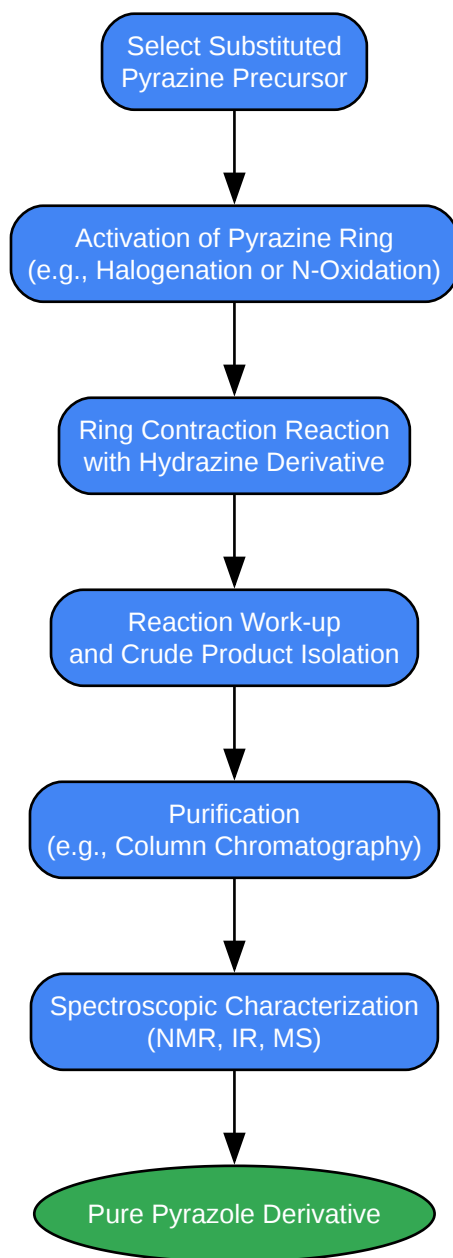 Select Substituted
Pyrazine Precursor
Activation of Pyrazine Ring
(e.g., Halogenation or N-Oxidation)
Ring Contraction Reaction
with Hydrazine Derivative
Reaction Work-up
and Crude Product Isolation
Purification
(e.g., Column Chromatography)
Spectroscopic Characterization
(NMR, IR, MS)
Pure Pyrazole Derivative